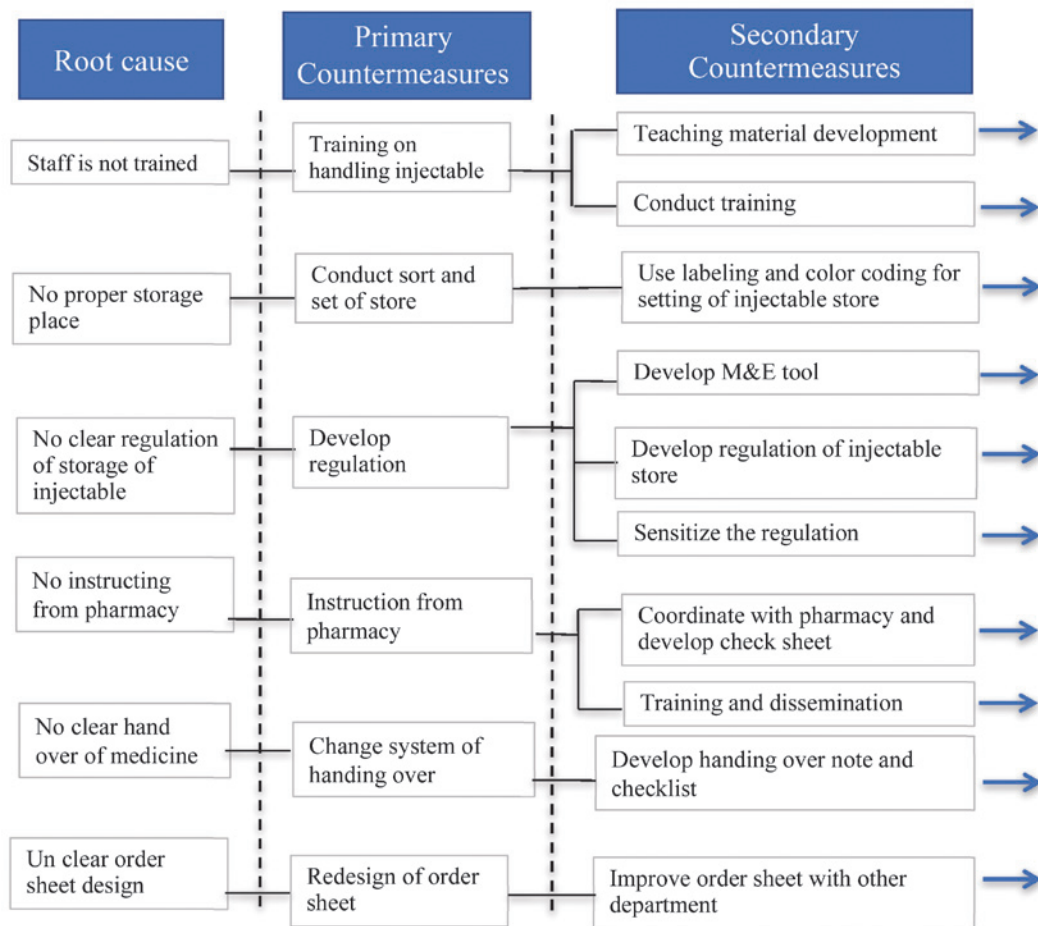 Root cause
Primary
Countermeasures
Secondary
Countermeasures
Staff is not trained
Training on
handling injectable
Teaching material development
Conduct training
No proper storage
place
Conduct sort and
set of store
Use labeling and color coding for
setting of injectable store
No clear regulation
of storage of
injectable
Develop
regulation
Develop M&E tool
Develop regulation of injectable
store
Sensitize the regulation
No instructing
from pharmacy
Instruction from
pharmacy
Coordinate with pharmacy and
develop check sheet
Training and dissemination
No clear hand
over of medicine
Change system of
handing over
Develop handing over note and
checklist
Un clear order
sheet design
Redesign of order
sheet
Improve order sheet with other
department